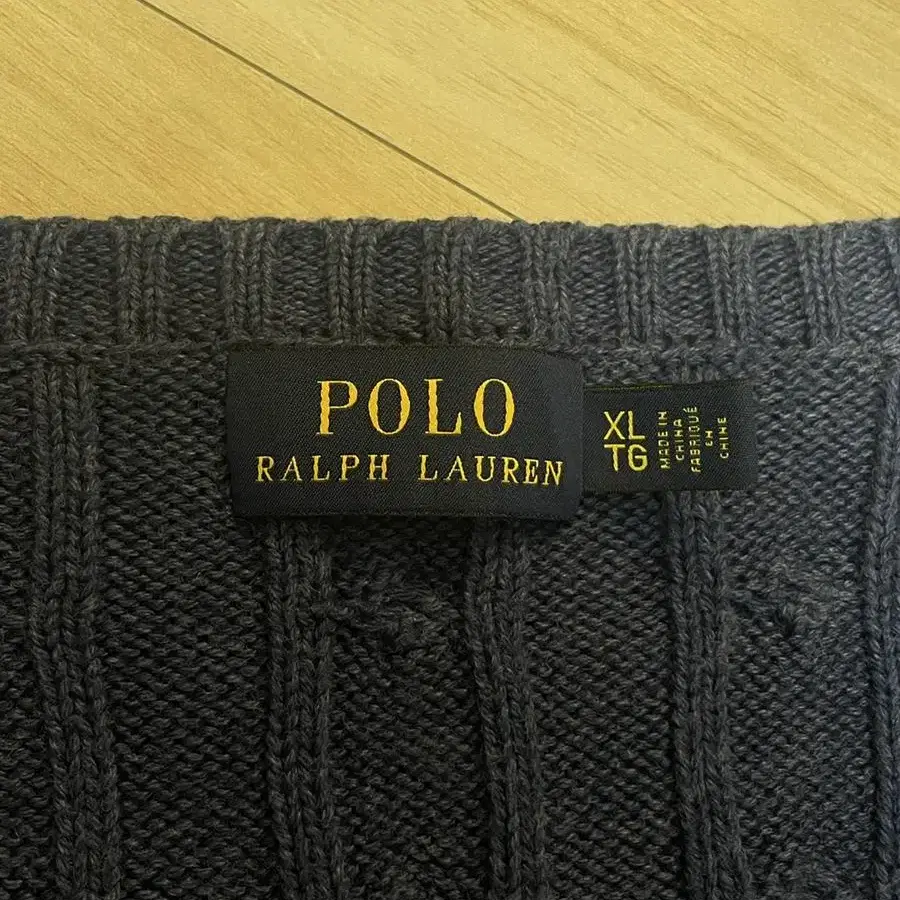 POLO
RALPH LAUREN
XL
TG
MADE IN
CHINA
FABRIQUÉ
EN
CHINE